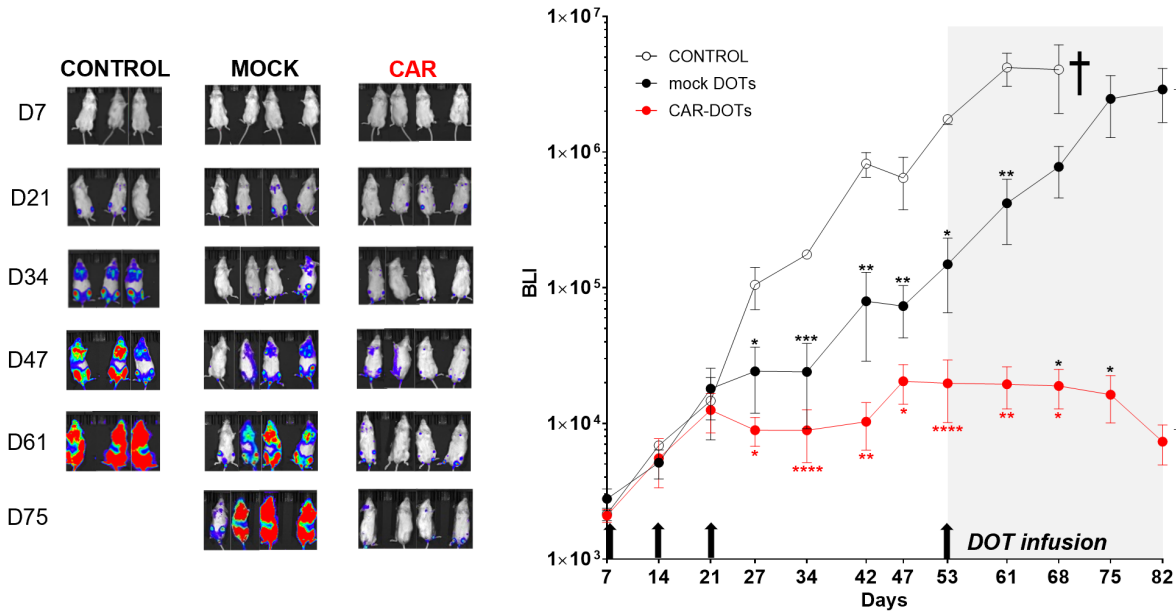 CONTROL MOCK CAR
D7
D21
D34
D47
D61
D75
1×10⁷
1×10⁶
1×10⁵
1×10⁴
1×10³
BLI
CONTROL
mock DOTs
CAR-DOTs
†
* *** ** ** * **
* * *
* **** ** * **** ** *
DOT infusion
7 14 21 27 34 42 47 53 61 68 75 82
Days